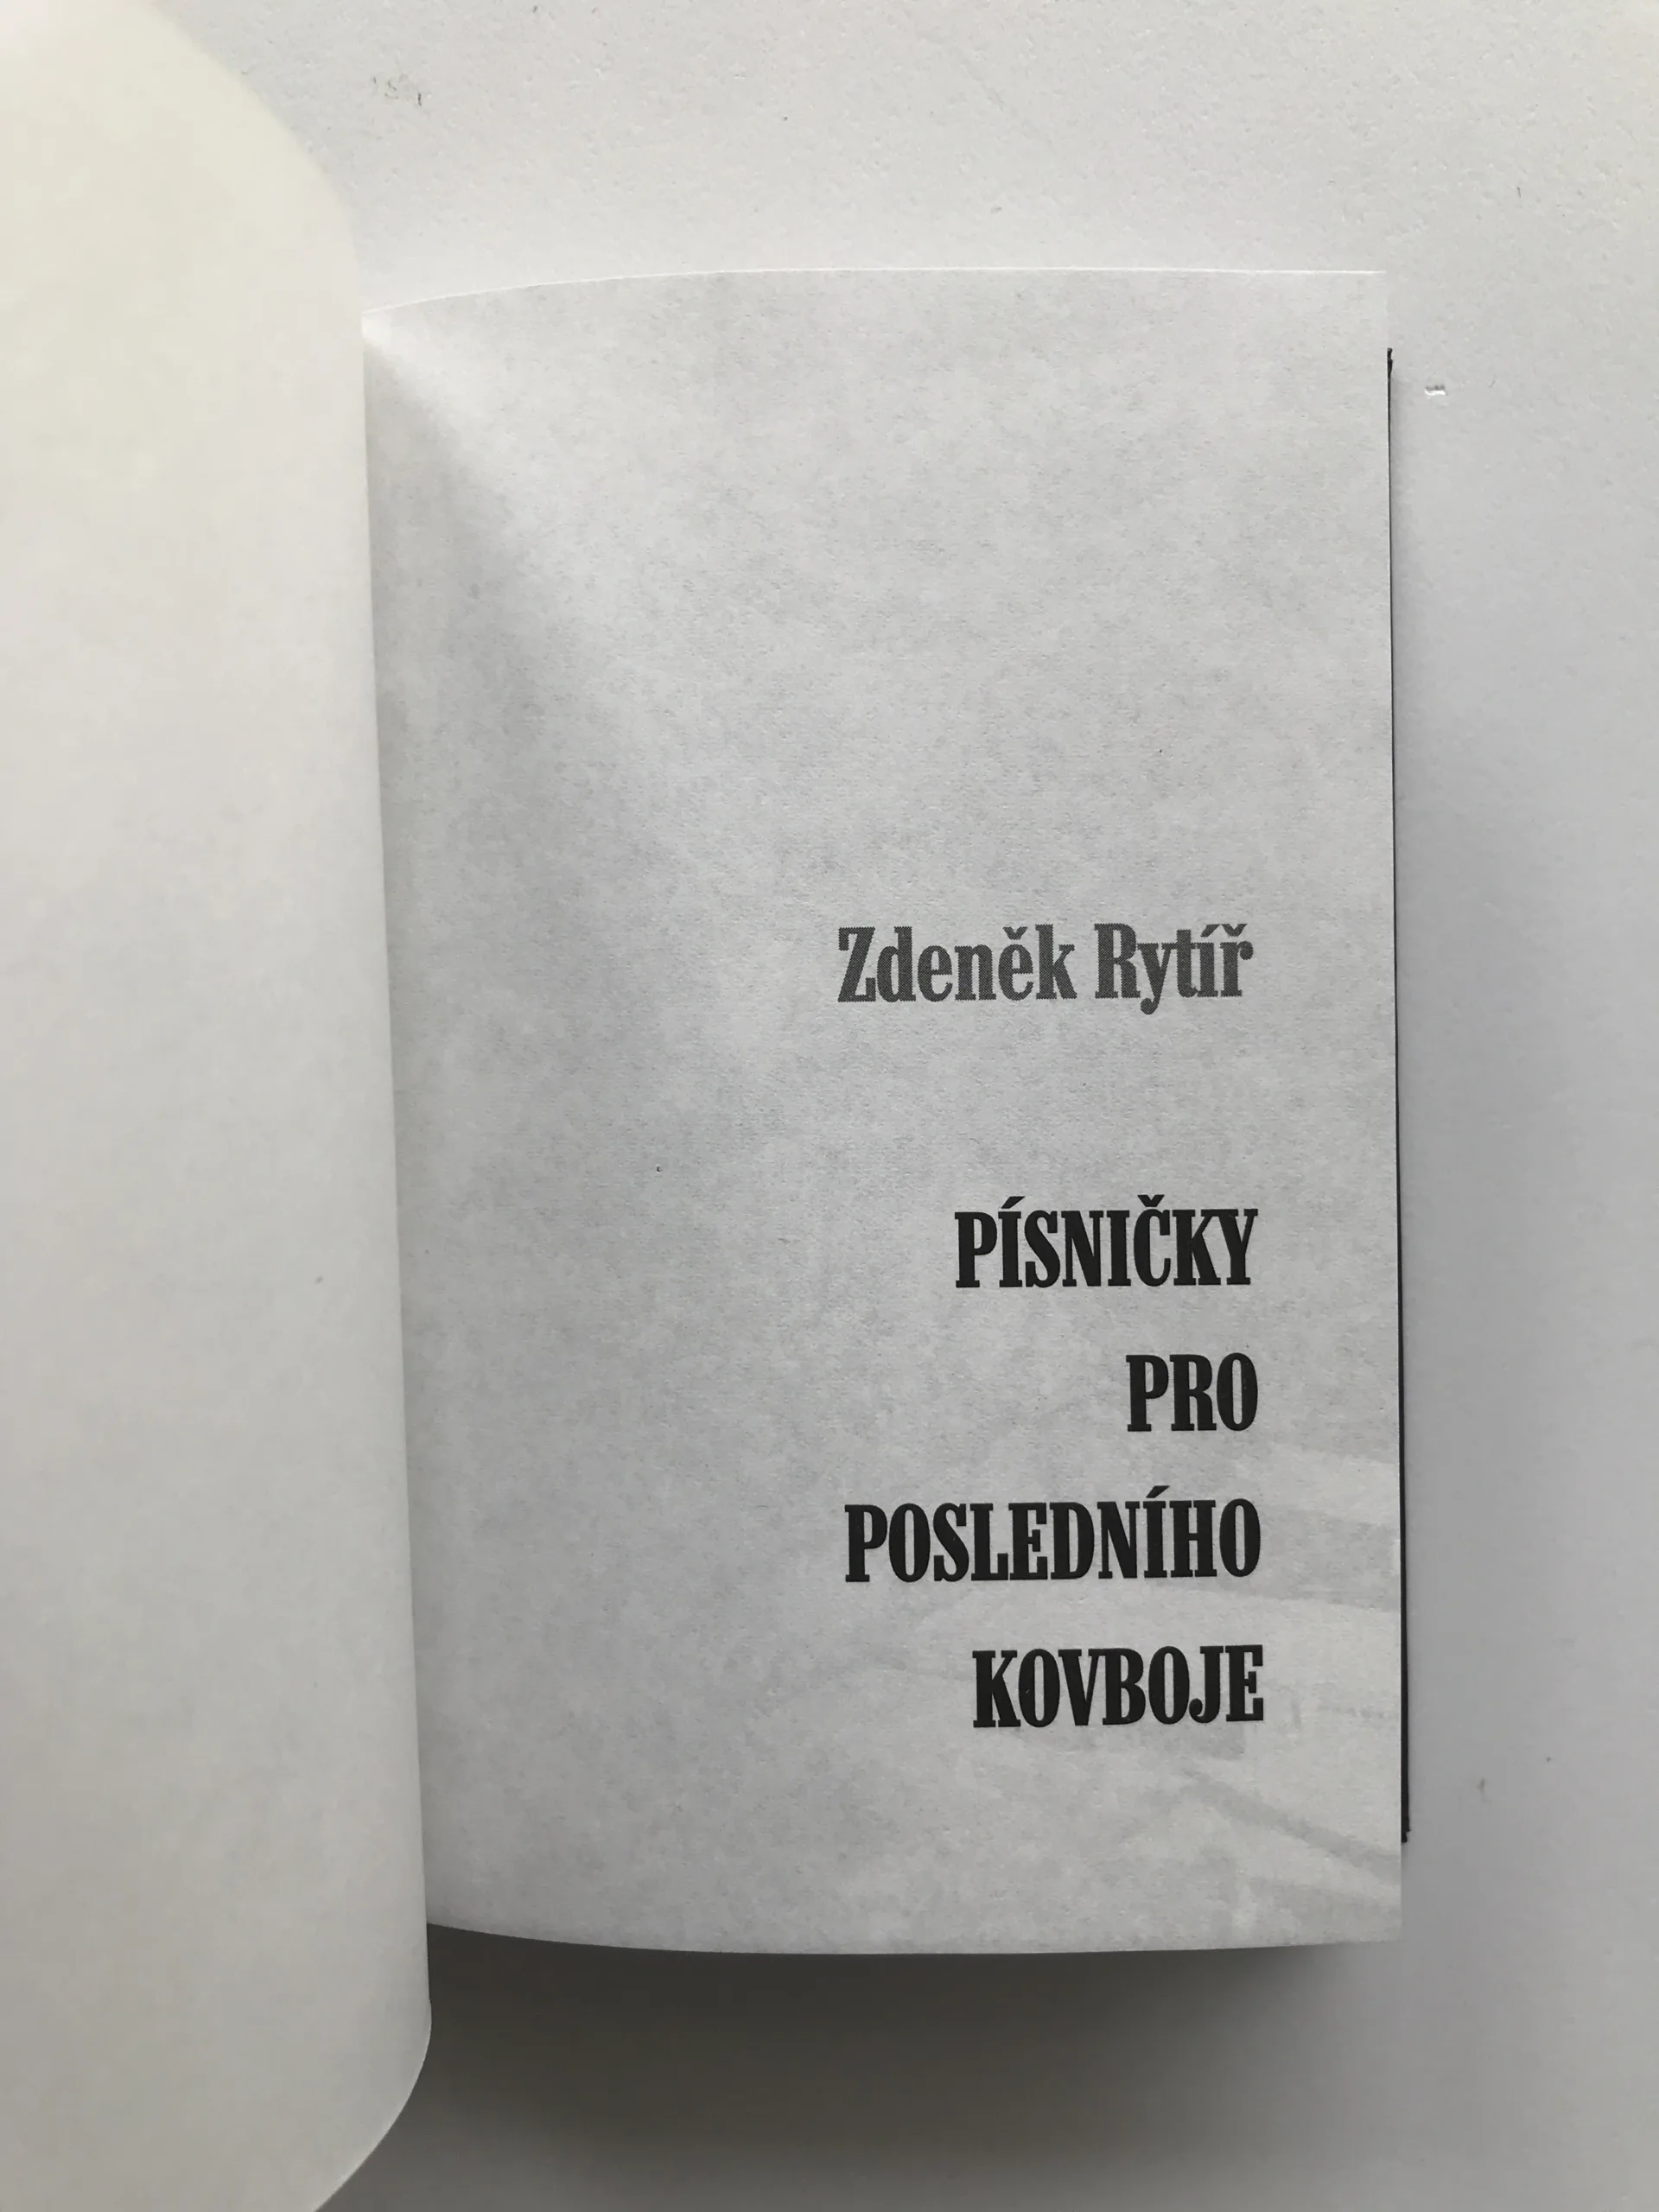 Zdeněk Rytíř
PÍSNIČKY
PRO
POSLEDNÍHO
KOVBOJE